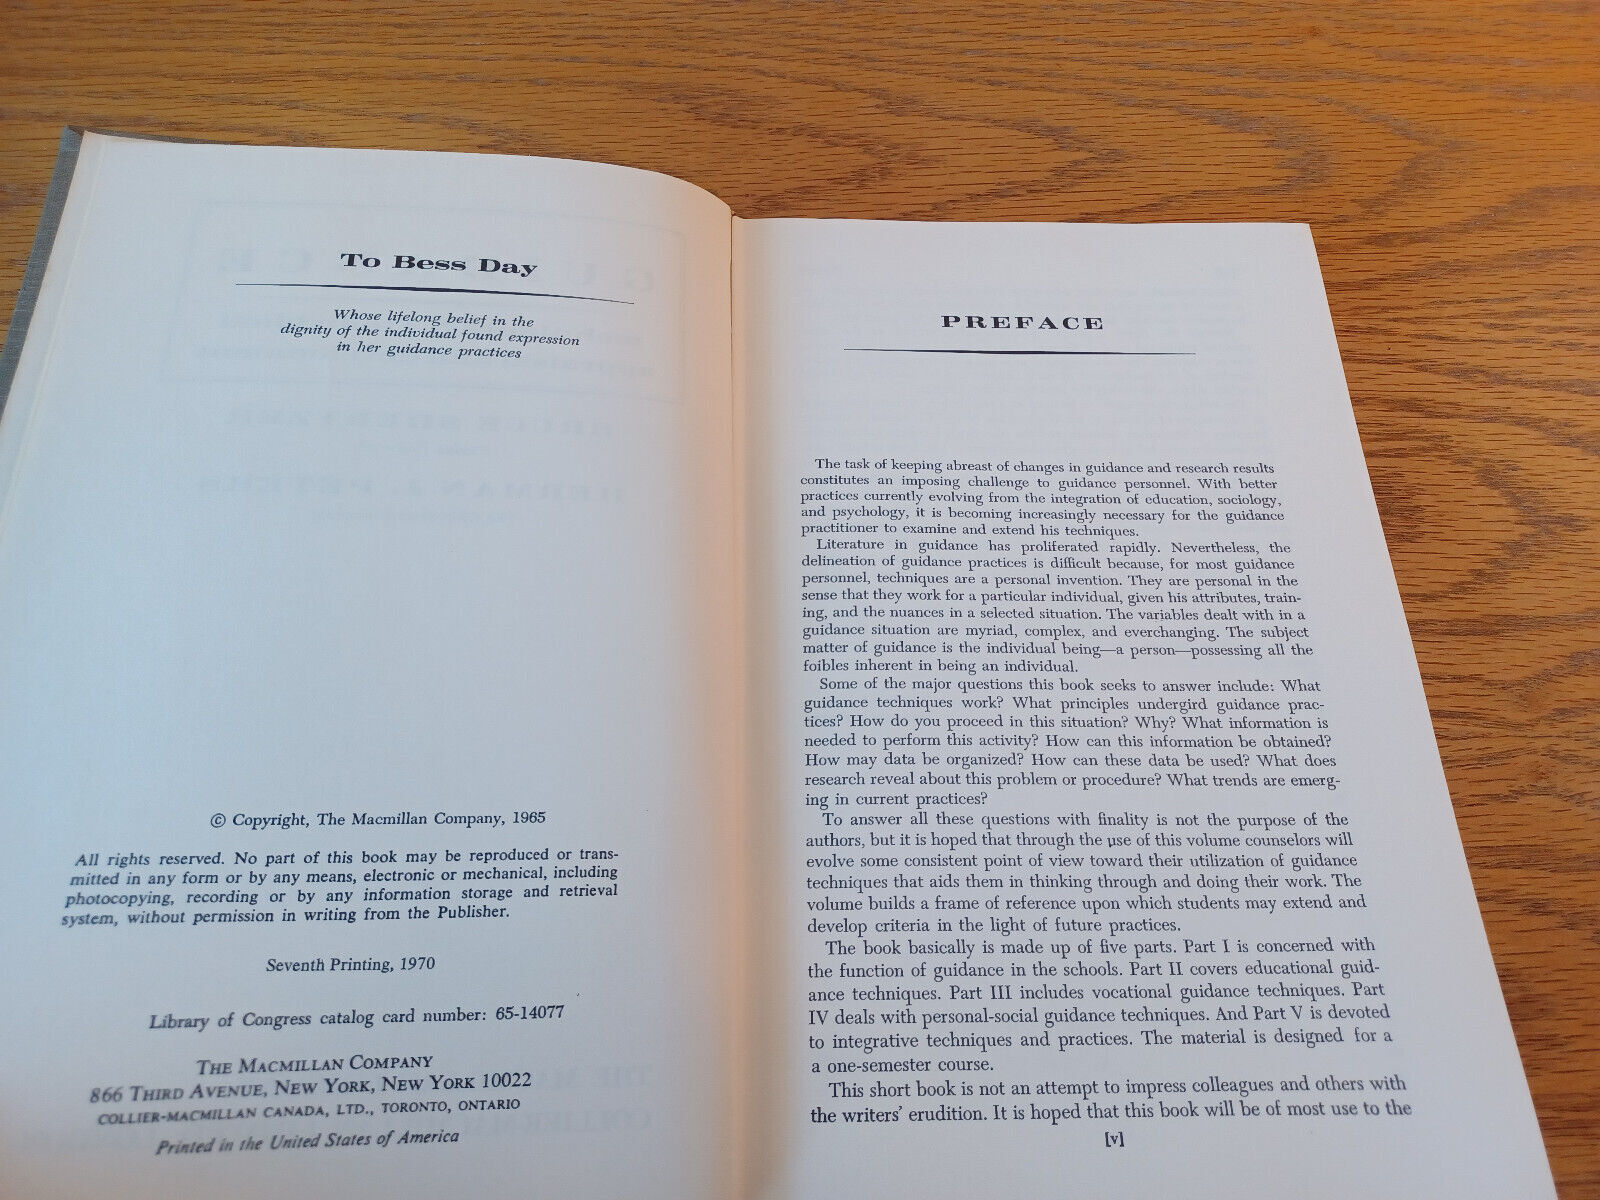 To Bess Day
Whose lifelong belief in the
dignity of the individual found expression
in her guidance practices
© Copyright, The Macmillan Company, 1965
All rights reserved. No part of this book may be reproduced or trans-
mitted in any form or by any means, electronic or mechanical, including
photocopying, recording or by any information storage and retrieval
system, without permission in writing from the Publisher.
Seventh Printing, 1970
Library of Congress catalog card number: 65-14077
THE MACMILLAN COMPANY
866 THIRD AVENUE, NEW YORK, NEW YORK 10022
COLLIER-MACMILLAN CANADA, LTD., TORONTO, ONTARIO
Printed in the United States of America
PREFACE
The task of keeping abreast of changes in guidance and research results
constitutes an imposing challenge to guidance personnel. With better
practices currently evolving from the integration of education, sociology,
and psychology, it is becoming increasingly necessary for the guidance
practitioner to examine and extend his techniques.
Literature in guidance has proliferated rapidly. Nevertheless, the
delineation of guidance practices is difficult because, for most guidance
personnel, techniques are a personal invention. They are personal in the
sense that they work for a particular individual, given his attributes, train-
ing, and the nuances in a selected situation. The variables dealt with in a
guidance situation are myriad, complex, and everchanging. The subject
matter of guidance is the individual being—a person—possessing all the
foibles inherent in being an individual.
Some of the major questions this book seeks to answer include: What
guidance techniques work? What principles undergird guidance prac-
tices? How do you proceed in this situation? Why? What information is
needed to perform this activity? How can this information be obtained?
How may data be organized? How can these data be used? What does
research reveal about this problem or procedure? What trends are emerg-
ing in current practices?
To answer all these questions with finality is not the purpose of the
authors, but it is hoped that through the use of this volume counselors will
evolve some consistent point of view toward their utilization of guidance
techniques that aids them in thinking through and doing their work. The
volume builds a frame of reference upon which students may extend and
develop criteria in the light of future practices.
The book basically is made up of five parts. Part I is concerned with
the function of guidance in the schools. Part II covers educational guid-
ance techniques. Part III includes vocational guidance techniques. Part
IV deals with personal-social guidance techniques. And Part V is devoted
to integrative techniques and practices. The material is designed for a
a one-semester course.
This short book is not an attempt to impress colleagues and others with
the writers' erudition. It is hoped that this book will be of most use to the
[v]